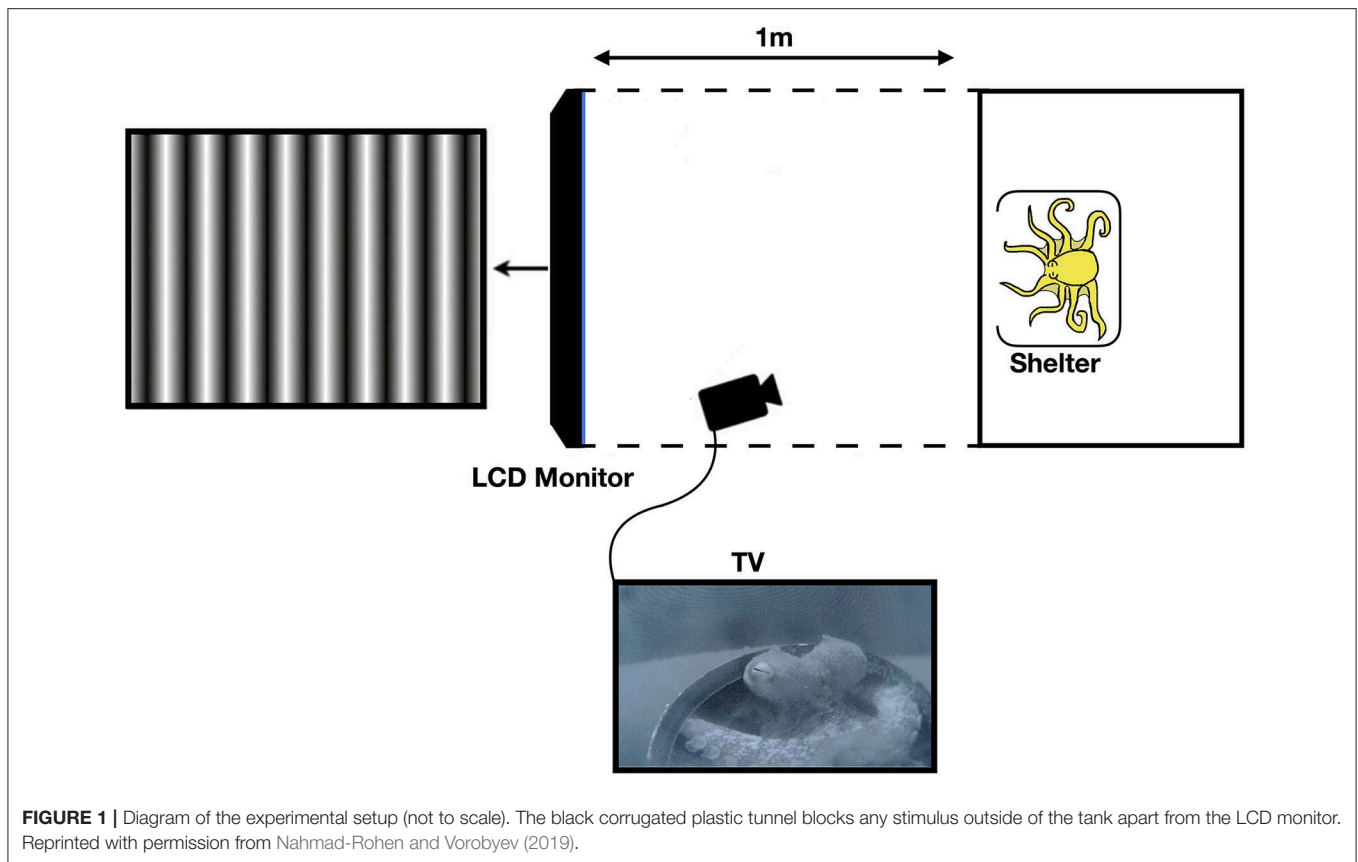 1m
Shelter
LCD Monitor
TV
FIGURE 1 | Diagram of the experimental setup (not to scale). The black corrugated plastic tunnel blocks any stimulus outside of the tank apart from the LCD monitor.
Reprinted with permission from Nahmad-Rohen and Vorobyev (2019).